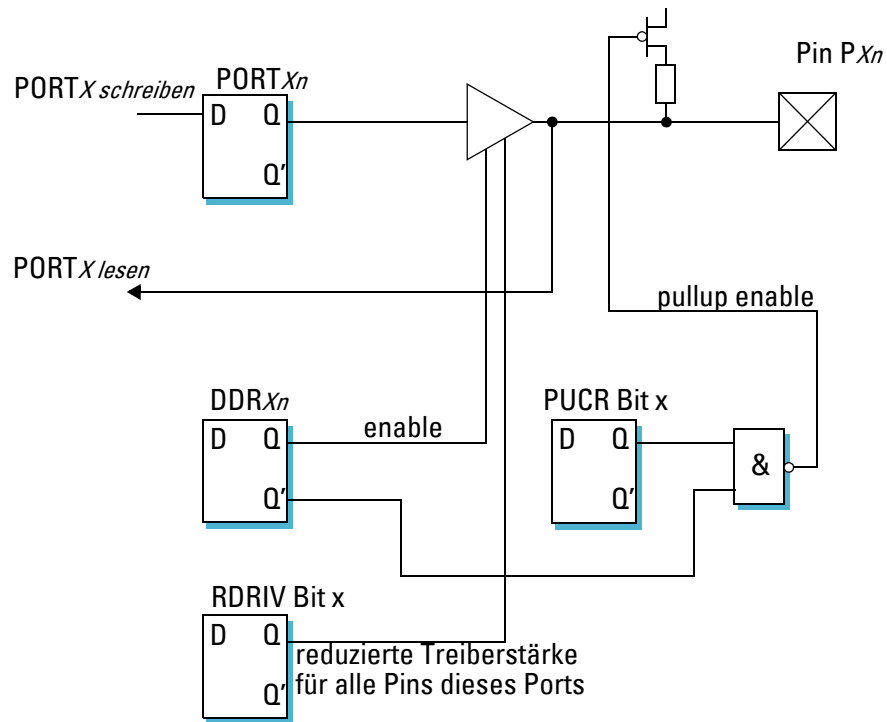 Pin PXn
PORTXn
PORTX schreiben
D Q
Q'
PORTX lesen
pullup enable
DDRXn
PUCR Bit x
D Q
enable
D Q
&
Q'
Q'
RDRIV Bit x
D Q
reduzierte Treiberstärke
Q'
für alle Pins dieses Ports